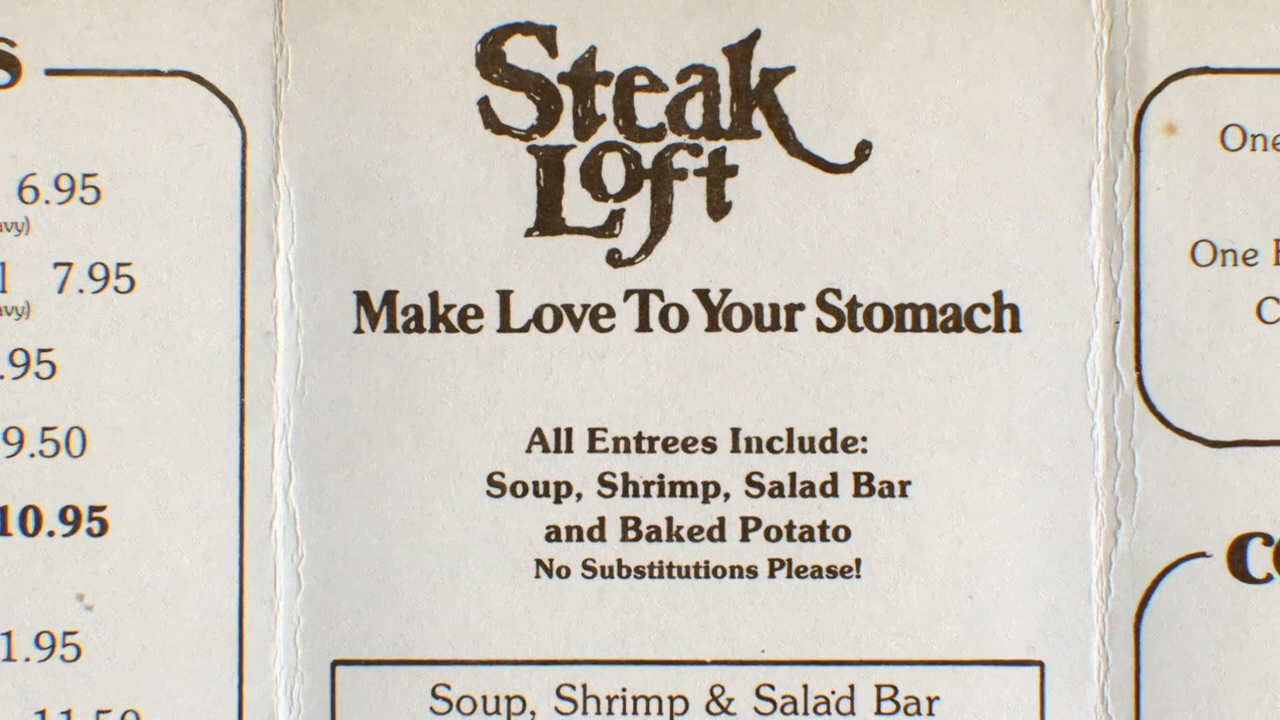 6.95
7.95
.95
9.50
10.95
1.95
Steak
Loft
Make Love To Your Stomach
All Entrees Include:
Soup, Shrimp, Salad Bar
and Baked Potato
No Substitutions Please!
Soup, Shrimp & Salad Bar
One
One